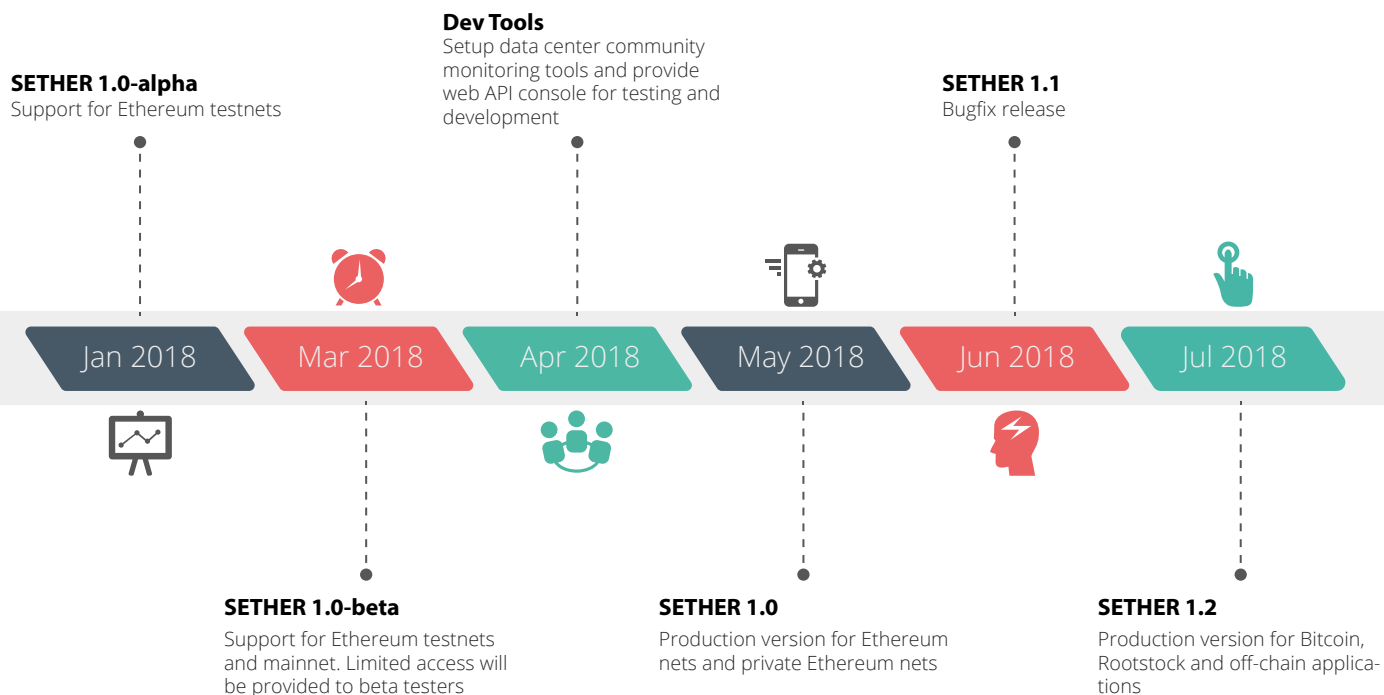 Dev Tools
Setup data center community
monitoring tools and provide
web API console for testing and
development
SETHER 1.0-alpha
Support for Ethereum testnets
SETHER 1.1
Bugfix release
Jan 2018
Mar 2018
Apr 2018
May 2018
Jun 2018
Jul 2018
SETHER 1.0-beta
Support for Ethereum testnets
and mainnet. Limited access will
be provided to beta testers
SETHER 1.0
Production version for Ethereum
nets and private Ethereum nets
SETHER 1.2
Production version for Bitcoin,
Rootstock and off-chain applica-
tions